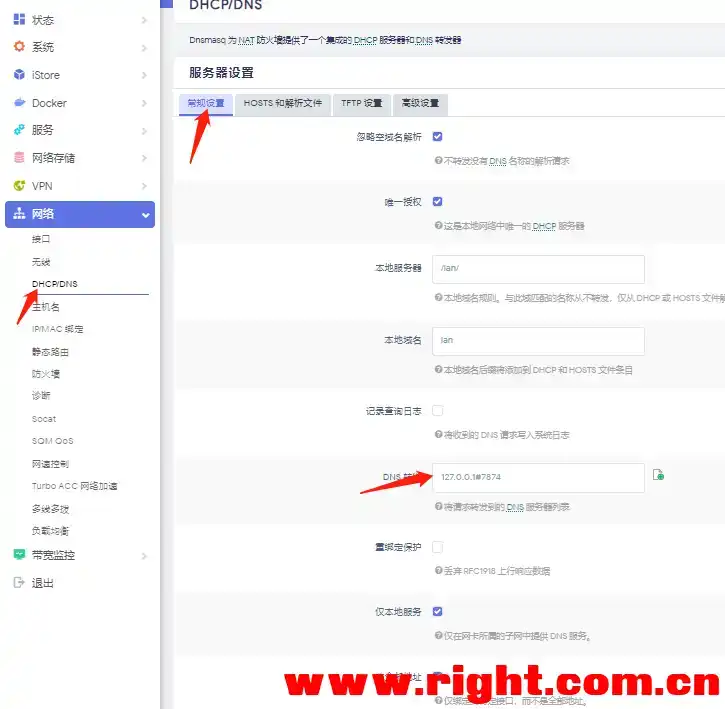 状态
系统
iStore
Docker
服务
网络存储
VPN
网络
接口
无线
DHCP/DNS
主机名
IP/MAC 绑定
静态路由
防火墙
诊断
Socat
SQM QoS
网速控制
Turbo ACC 网络加速
多线多拨
负载均衡
带宽监控
退出
DHCP/DNS
Dnsmasq 为 NAT 防火墙提供了一个集成的 DHCP 服务器和 DNS 转发器
服务器设置
常规设置 HOSTS 和解析文件 TFTP 设置 高级设置
忽略空域名解析
不转发没有 DNS 名称的解析请求
唯一授权
这是本地网络中唯一的 DHCP 服务器
本地服务器 /lan/
本地域名规则。与此域匹配的名称从不转发，仅从 DHCP 或 HOSTS 文件解
本地域名 lan
本地域名后缀将添加到 DHCP 和 HOSTS 文件条目
记录查询日志
将收到的 DNS 请求写入系统日志
DNS 转 127.0.0.1#7874
将请求转发到的 DNS 服务器列表
重绑定保护
丢弃 RFC1918 上行响应数据
仅本地服务
仅在网卡所属的子网中提供 DNS 服务。
地址
仅绑定 定接口，而不是全部地址。
www.right.com.cn